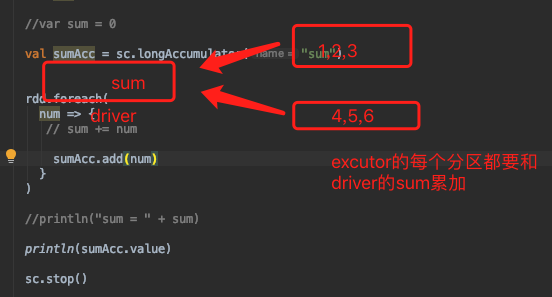 //var sum = 0
val sumAcc = sc.longAccumulator( name = "sum")
1,2,3
sum
rdd.foreach(
driver
num => {
4,5,6
// sum += num
sumAcc.add(num)
excutor的每个分区都要和
driver的sum累加
}
)
//println("sum = " + sum)
println(sumAcc.value)
sc.stop()